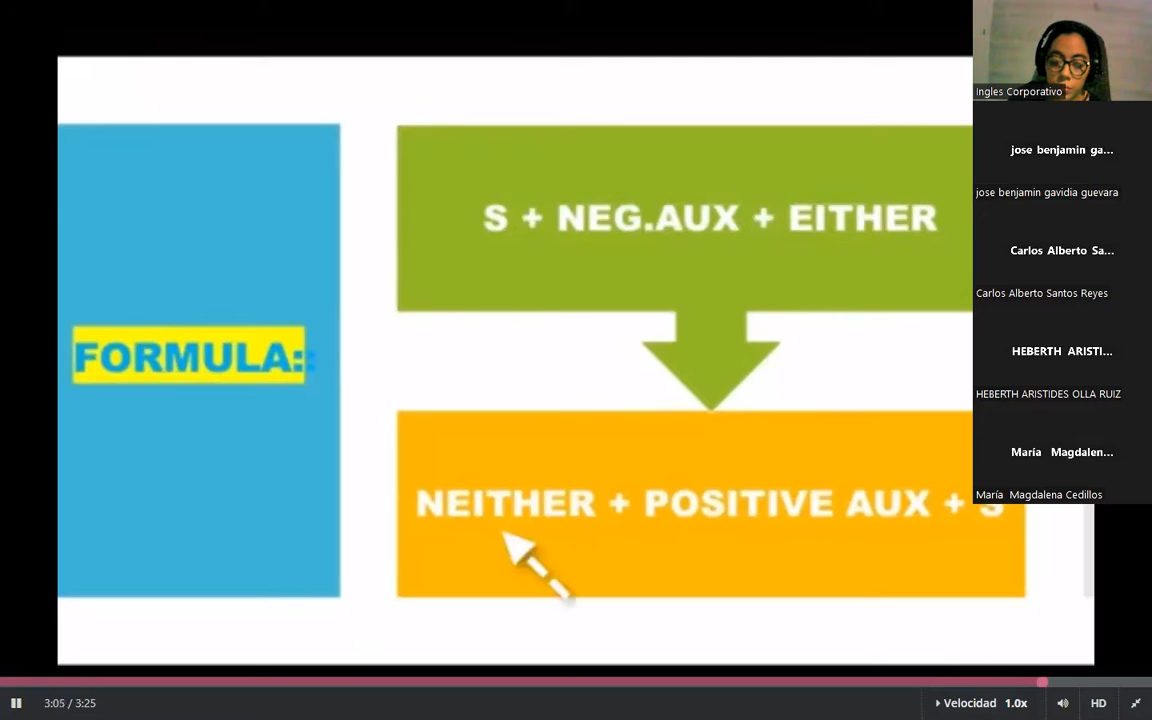 FORMULA:
S + NEG.AUX + EITHER
NEITHER + POSITIVE AUX + S
Ingles Corporativo
jose benjamin ga...
jose benjamin gavidia guevara
Carlos Alberto Sa...
Carlos Alberto Santos Reyes
HEBERTH ARISTI...
HEBERTH ARISTIDES OLLA RUIZ
María Magdalen...
María Magdalena Cedillos
3:05 / 3:25
Velocidad 1.0x
HD